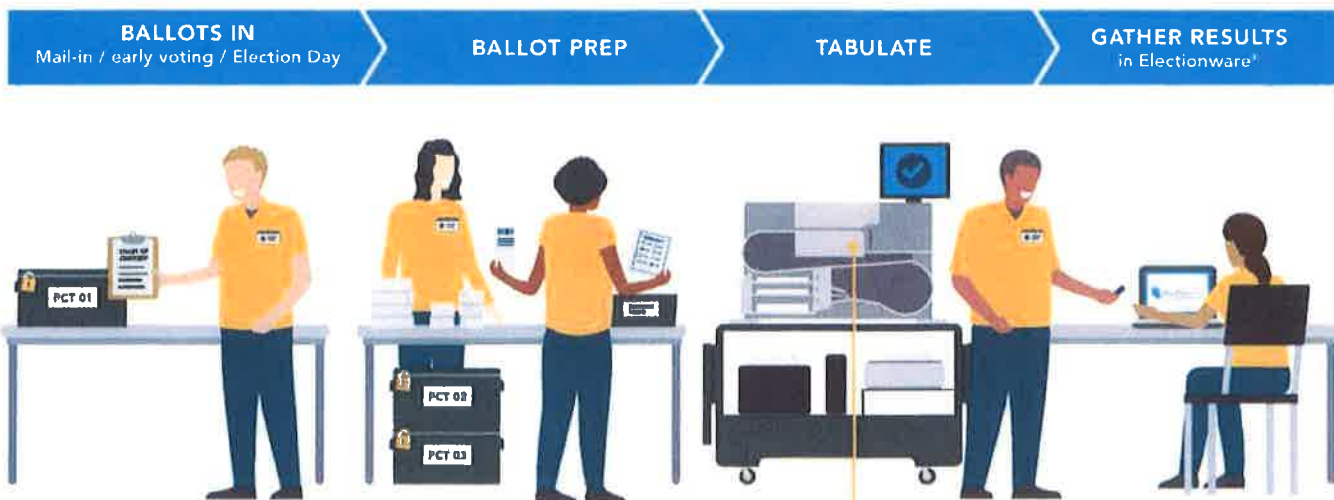 BALLOTS IN
Mail-in / early voting / Election Day
BALLOT PREP
TABULATE
GATHER RESULTS
in Electionware®
CHAIN OF
CUSTODY
PCT 01
PCT 02
PCT 03